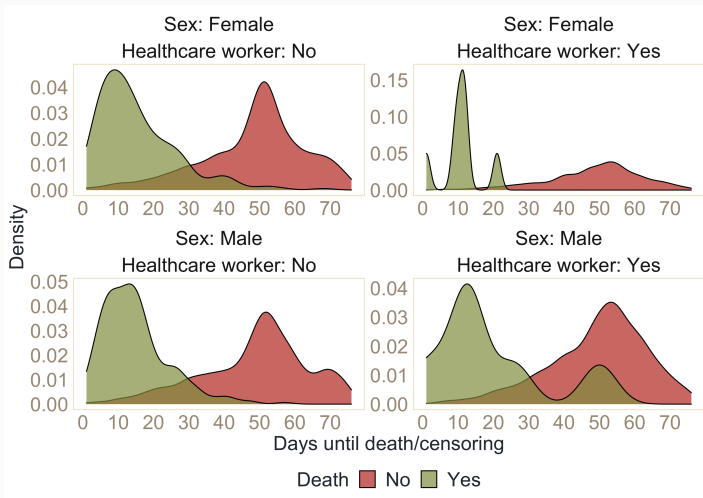 Sex: Female
Healthcare worker: No
0.04
0.03
0.02
0.01
0.00
0 10 20 30 40 50 60 70
Sex: Female
Healthcare worker: Yes
0.15
0.10
0.05
0.00
0 10 20 30 40 50 60 70
Density
Sex: Male
Healthcare worker: No
0.05
0.04
0.03
0.02
0.01
0.00
0 10 20 30 40 50 60 70
Sex: Male
Healthcare worker: Yes
0.04
0.03
0.02
0.01
0.00
0 10 20 30 40 50 60 70
Days until death/censoring
Death No Yes